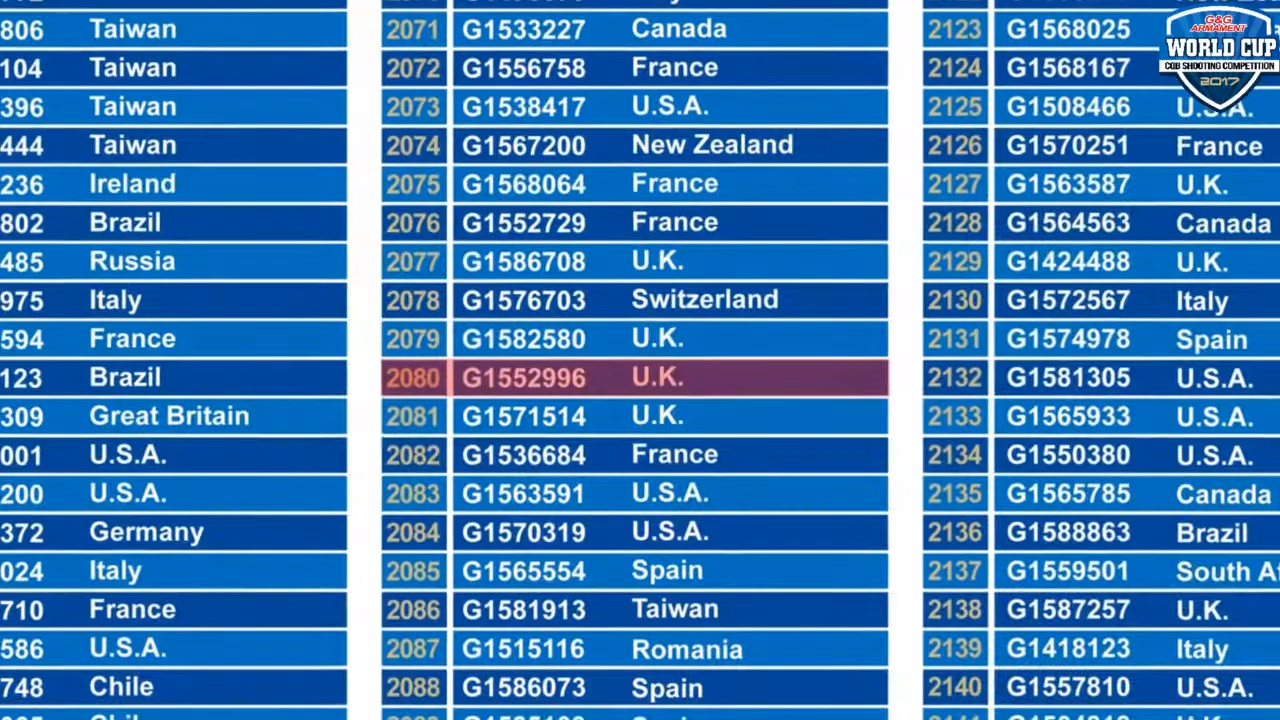 806 Taiwan
104 Taiwan
396 Taiwan
444 Taiwan
236 Ireland
802 Brazil
485 Russia
975 Italy
594 France
123 Brazil
309 Great Britain
001 U.S.A.
200 U.S.A.
372 Germany
024 Italy
710 France
586 U.S.A.
748 Chile
2071 G1533227 Canada
2072 G1556758 France
2073 G1538417 U.S.A.
2074 G1567200 New Zealand
2075 G1568064 France
2076 G1552729 France
2077 G1586708 U.K.
2078 G1576703 Switzerland
2079 G1582580 U.K.
2080 G1552996 U.K.
2081 G1571514 U.K.
2082 G1536684 France
2083 G1563591 U.S.A.
2084 G1570319 U.S.A.
2085 G1565554 Spain
2086 G1581913 Taiwan
2087 G1515116 Romania
2088 G1586073 Spain
2123 G1568025
2124 G1568167
2125 G1508466 U.S.A.
2126 G1570251 France
2127 G1563587 U.K.
2128 G1564563 Canada
2129 G1424488 U.K.
2130 G1572567 Italy
2131 G1574978 Spain
2132 G1581305 U.S.A.
2133 G1565933 U.S.A.
2134 G1550380 U.S.A.
2135 G1565785 Canada
2136 G1588863 Brazil
2137 G1559501 South Af
2138 G1587257 U.K.
2139 G1418123 Italy
2140 G1557810 U.S.A.
G&G
ARMAMENT
WORLD CUP
CQB SHOOTING COMPETITION
2017